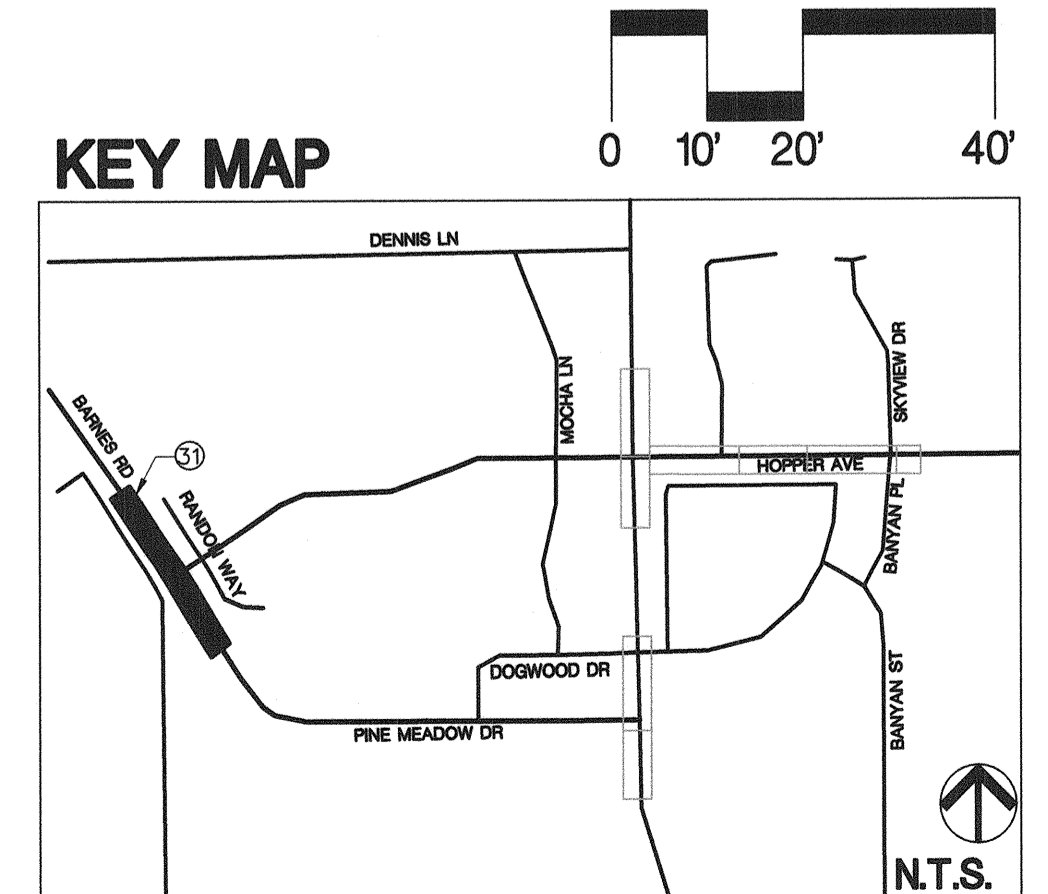 0 10' 20' 40'
KEY MAP
DENNIS LN
MOCHA LN
SKYVIEW DR
BARNES RD
31
RANDON WAY
HOPPER AVE
BANYAN PL
DOGWOOD DR
PINE MEADOW DR
BANYAN ST
N.T.S.